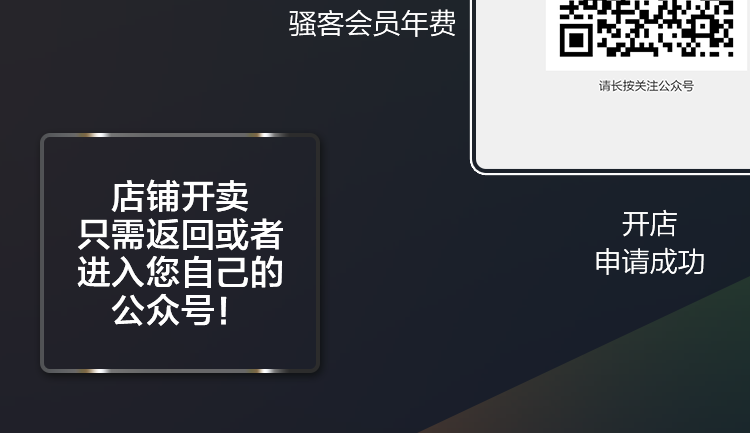 骚客会员年费
请长按关注公众号
店铺开卖
只需返回或者
进入您自己的
公众号！
开店
申请成功